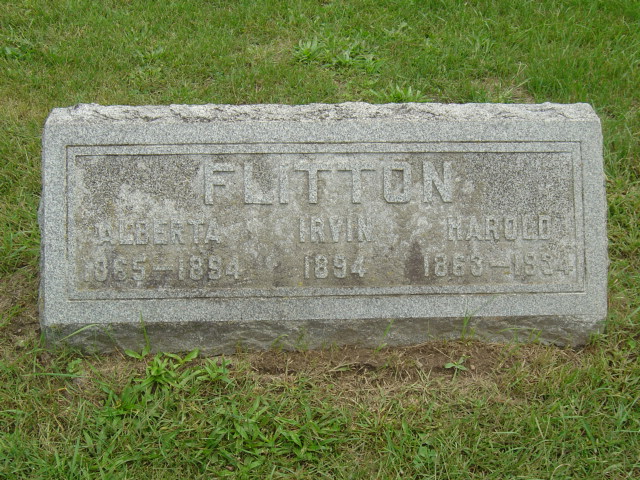 FLITTON
ALBERTA IRVIN HAROLD
1865-1894 1894 1863-1934